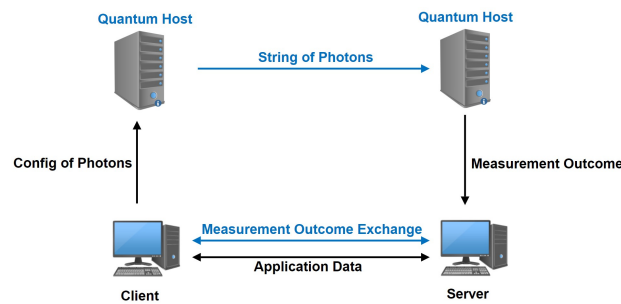 Quantum Host
Quantum Host
String of Photons
Config of Photons
Measurement Outcome
Measurement Outcome Exchange
Application Data
Client
Server